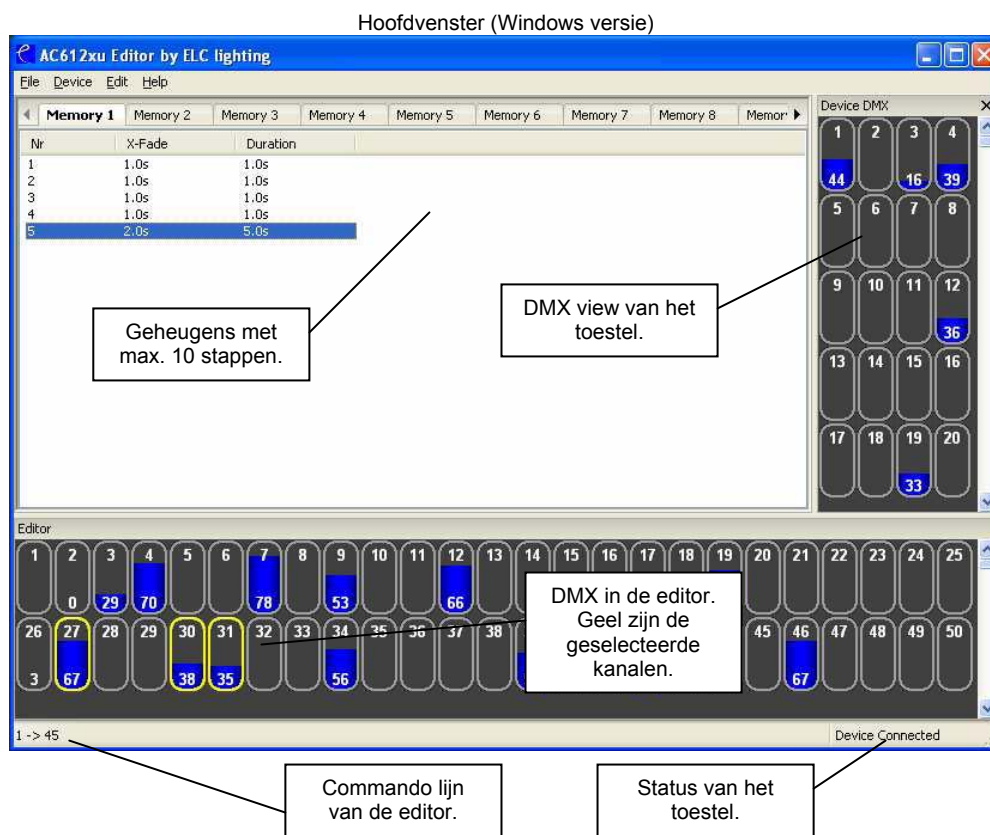 Hoofdvenster (Windows versie)
AC612xu Editor by ELC lighting
File Device Edit Help
Memory 1 Memory 2 Memory 3 Memory 4 Memory 5 Memory 6 Memory 7 Memory 8 Memor
Nr X-Fade Duration
1 1.0s 1.0s
2 1.0s 1.0s
3 1.0s 1.0s
4 1.0s 1.0s
5 2.0s 5.0s
Geheugens met
max. 10 stappen.
DMX view van het
toestel.
Device DMX
1 2 3 4
44 16 39
5 6 7 8
9 10 11 12
36
13 14 15 16
17 18 19 20
33
Editor
1 2 3 4 5 6 7 8 9 10 11 12 13 14 15 16 17 18 19 20 21 22 23 24 25
0 29 70 78 53 66
26 27 28 29 30 31 32 33 34 35 36 37 38 45 46 47 48 49 50
3 67 38 35 56 67
DMX in de editor.
Geel zijn de
geselecteerde
kanalen.
1 -> 45
Device Connected
Commando lijn
van de editor.
Status van het
toestel.